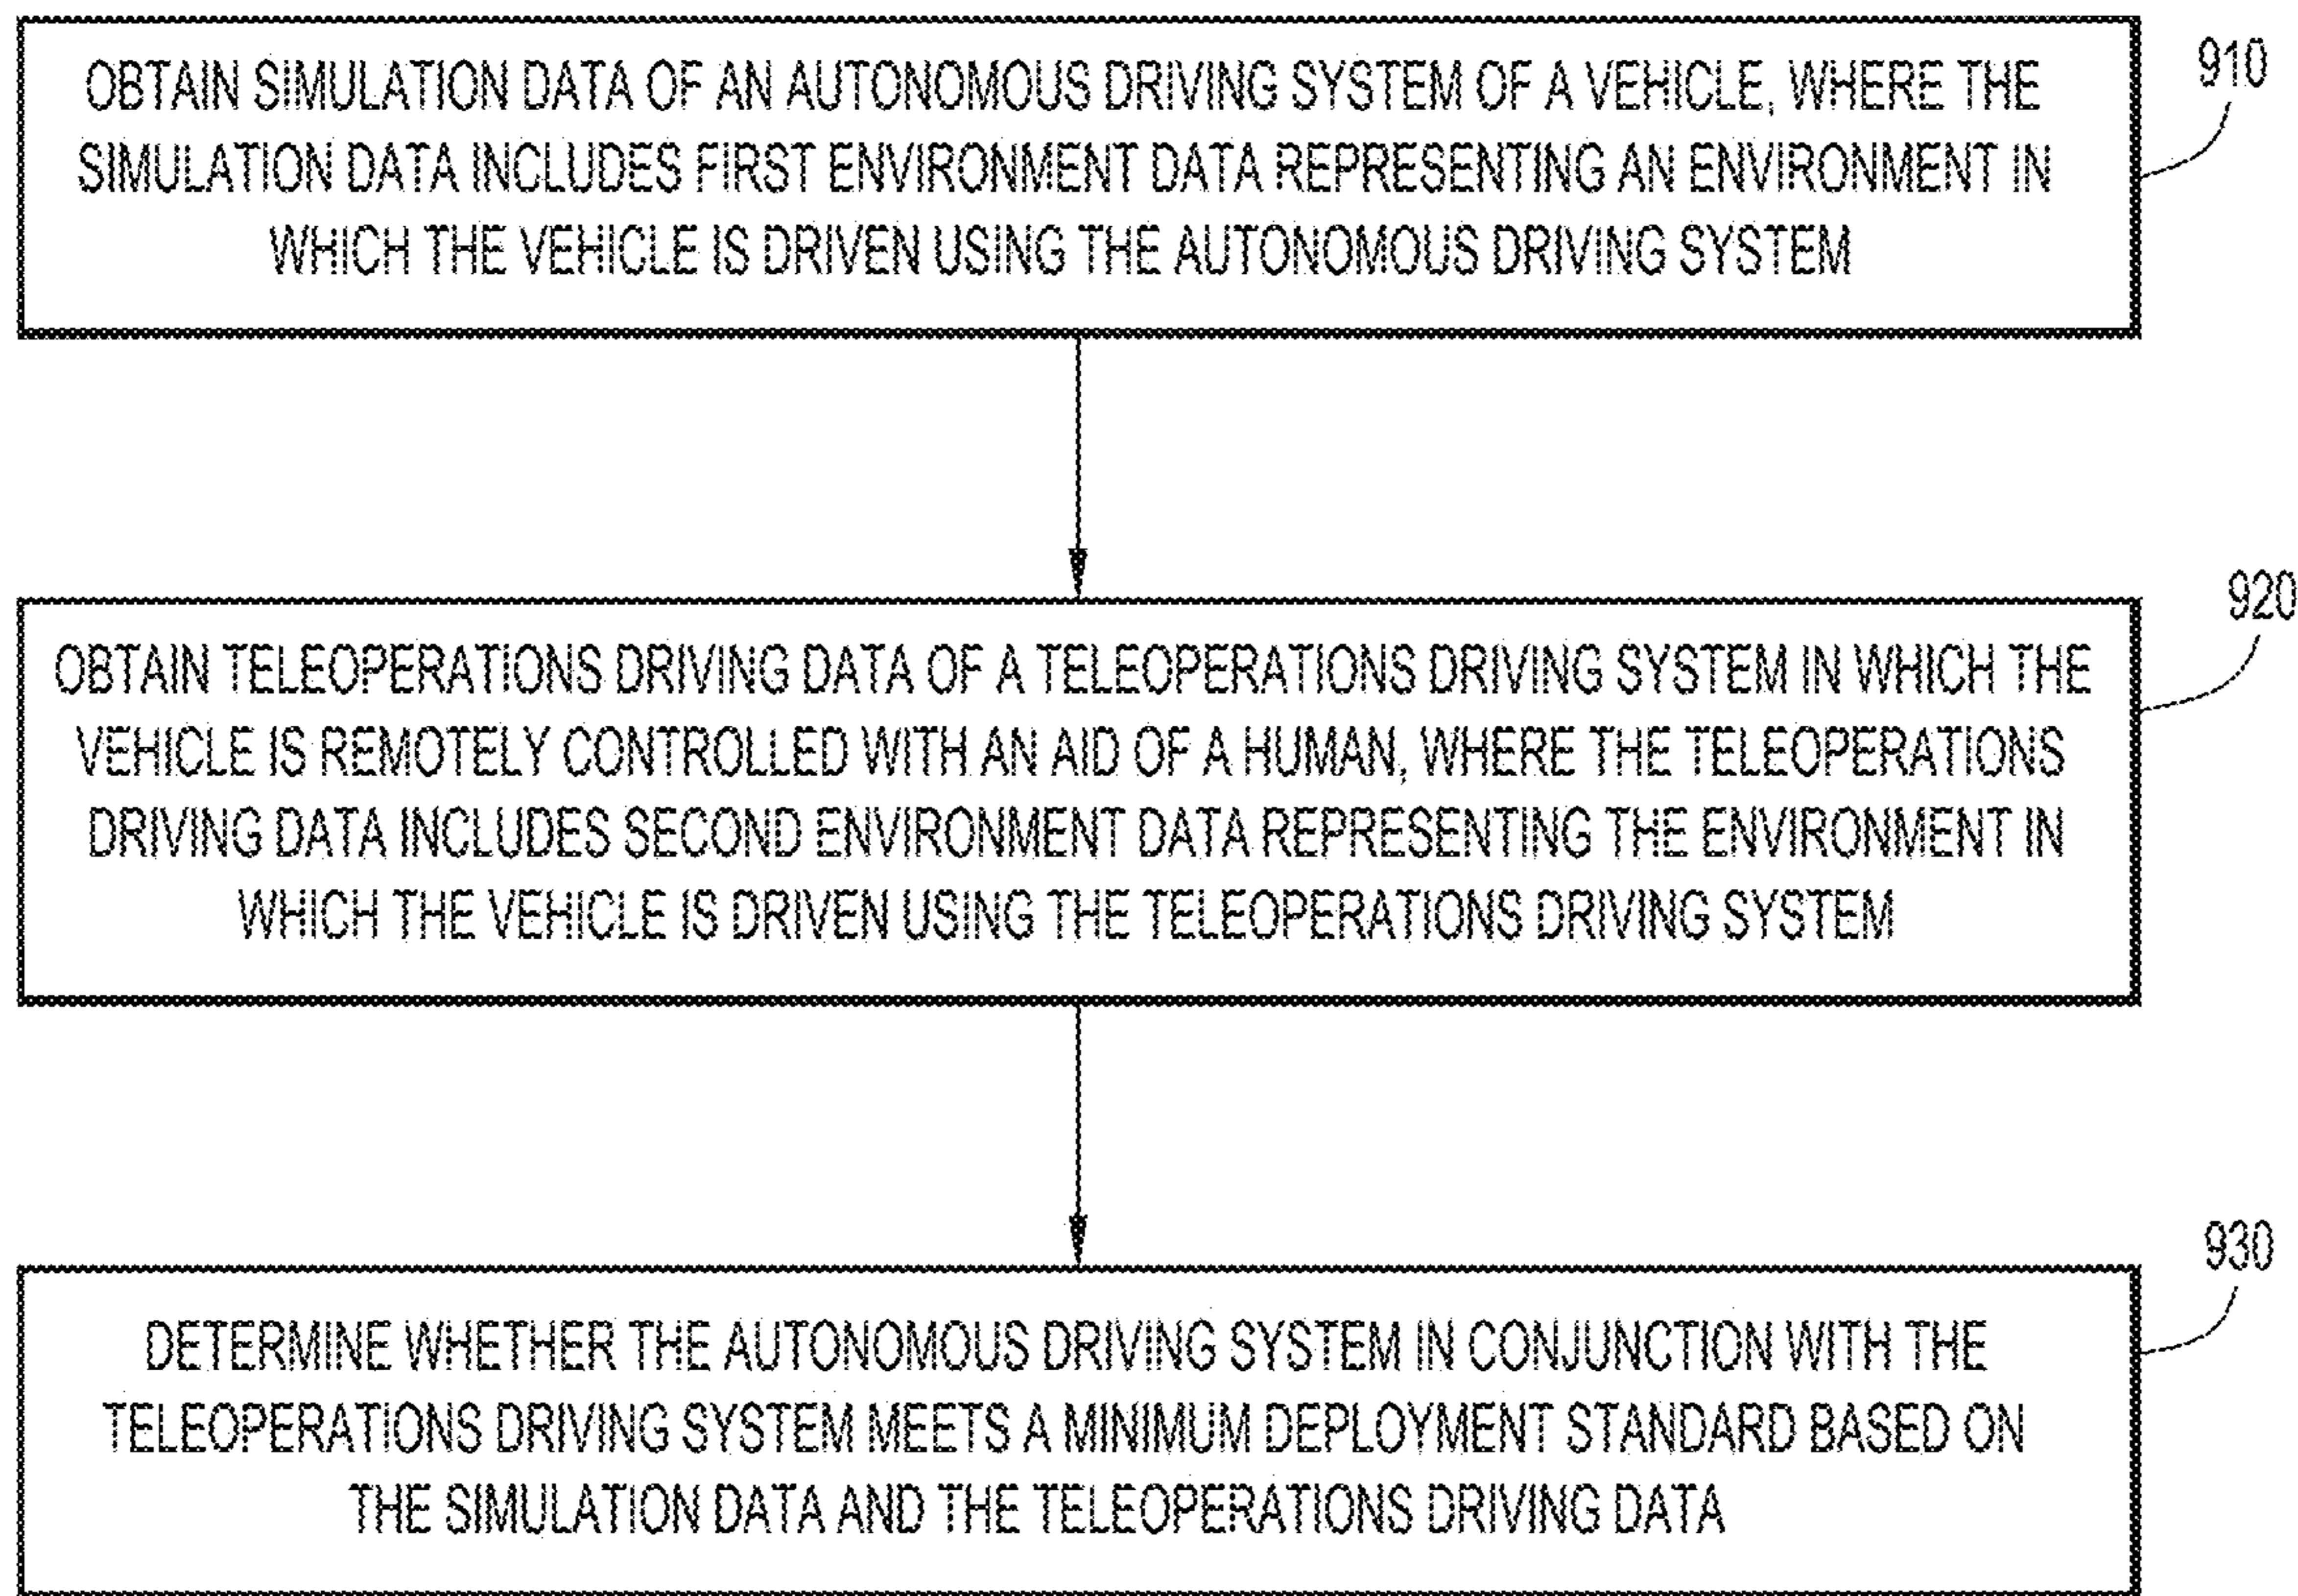 OBTAIN SIMULATION DATA OF AN AUTONOMOUS DRIVING SYSTEM OF A VEHICLE, WHERE THE
SIMULATION DATA INCLUDES FIRST ENVIRONMENT DATA REPRESENTING AN ENVIRONMENT IN
WHICH THE VEHICLE IS DRIVEN USING THE AUTONOMOUS DRIVING SYSTEM
910
OBTAIN TELEOPERATIONS DRIVING DATA OF A TELEOPERATIONS DRIVING SYSTEM IN WHICH THE
VEHICLE IS REMOTELY CONTROLLED WITH AN AID OF A HUMAN, WHERE THE TELEOPERATIONS
DRIVING DATA INCLUDES SECOND ENVIRONMENT DATA REPRESENTING THE ENVIRONMENT IN
WHICH THE VEHICLE IS DRIVEN USING THE TELEOPERATIONS DRIVING SYSTEM
920
DETERMINE WHETHER THE AUTONOMOUS DRIVING SYSTEM IN CONJUNCTION WITH THE
TELEOPERATIONS DRIVING SYSTEM MEETS A MINIMUM DEPLOYMENT STANDARD BASED ON
THE SIMULATION DATA AND THE TELEOPERATIONS DRIVING DATA
930